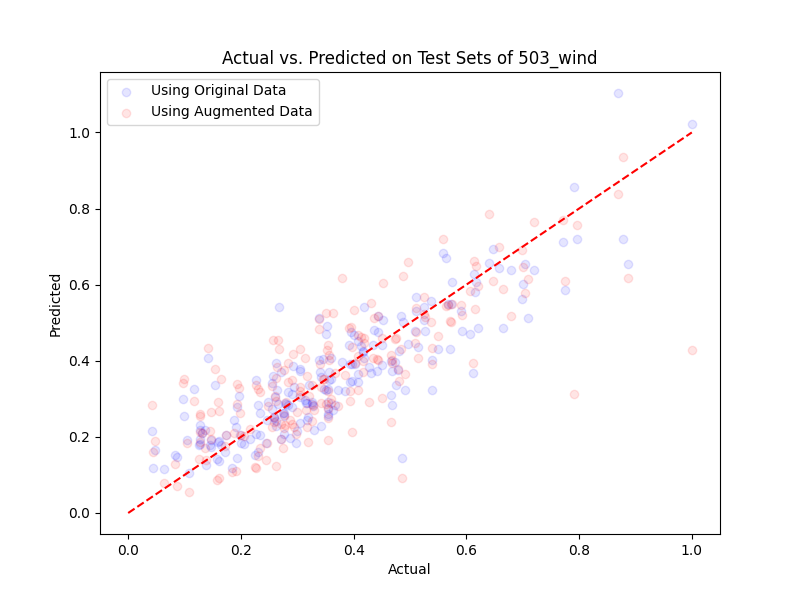 Actual vs. Predicted on Test Sets of 503_wind
Using Original Data
Using Augmented Data
1.0
0.8
0.6
0.4
0.2
0.0
Predicted
0.0 0.2 0.4 0.6 0.8 1.0
Actual